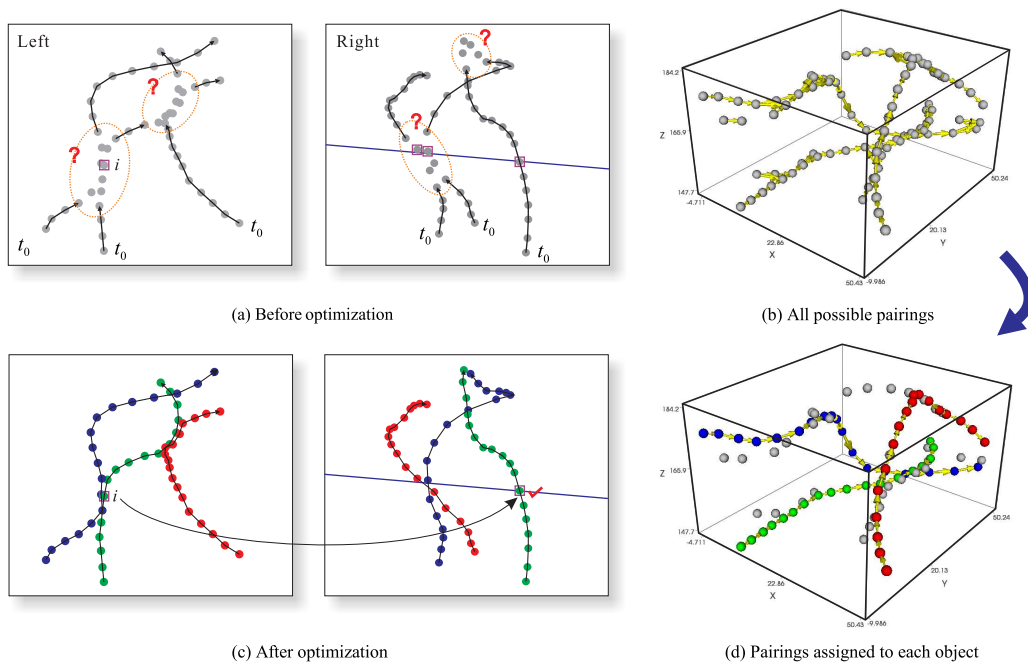 Left
?
?
i
t0
t0
t0
Right
?
?
t0
t0
t0
(a) Before optimization
184.2
Z
166.9
147.7
-4.711
22.86
X
50.43
-9.986
20.13
Y
50.24
(b) All possible pairings
i
(c) After optimization
184.2
Z
166.9
147.7
-4.711
22.86
X
50.43
-9.986
20.13
Y
50.24
(d) Pairings assigned to each object